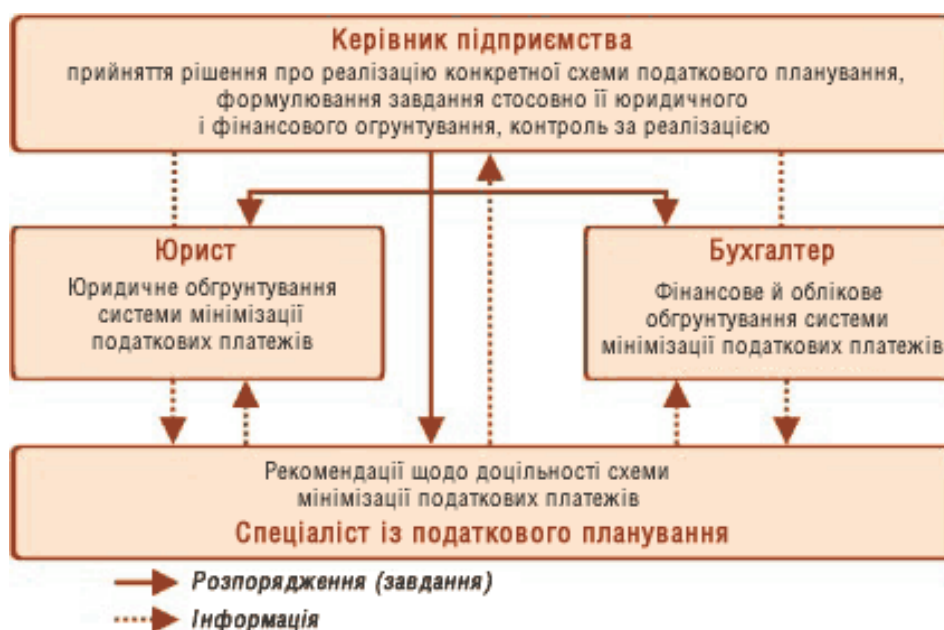 Керівник підприємства
прийняття рішення про реалізацію конкретної схеми податкового планування,
формулювання завдання стосовно її юридичного
і фінансового огрунтування, контроль за реалізацією
Юрист
Юридичне обгрунтування
системи мінімізації
податкових платежів
Бухгалтер
Фінансове й облікове
обгрунтування системи
мінімізації податкових платежів
Рекомендації щодо доцільності схеми
мінімізації податкових платежів
Спеціаліст із податкового планування
Розпорядження (завдання)
Інформація